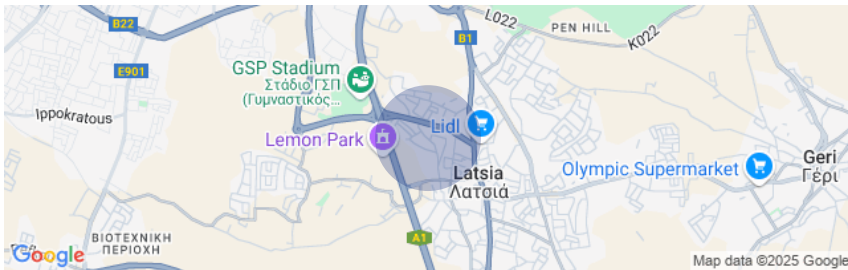 B22
L022
B1
PEN HILL
K022
GSP Stadium
Στάδιο ΓΣΠ
(Γυμναστικός...
E901
Ippokratous
Lemon Park
Lidl
Latsia
Λατσιά
Olympic Supermarket
Geri
Γέρι
ΒΙΟΤΕΧΝΙΚΗ
ΠΕΡΙΟΧΗ
A1
Google
Map data ©2025 Google